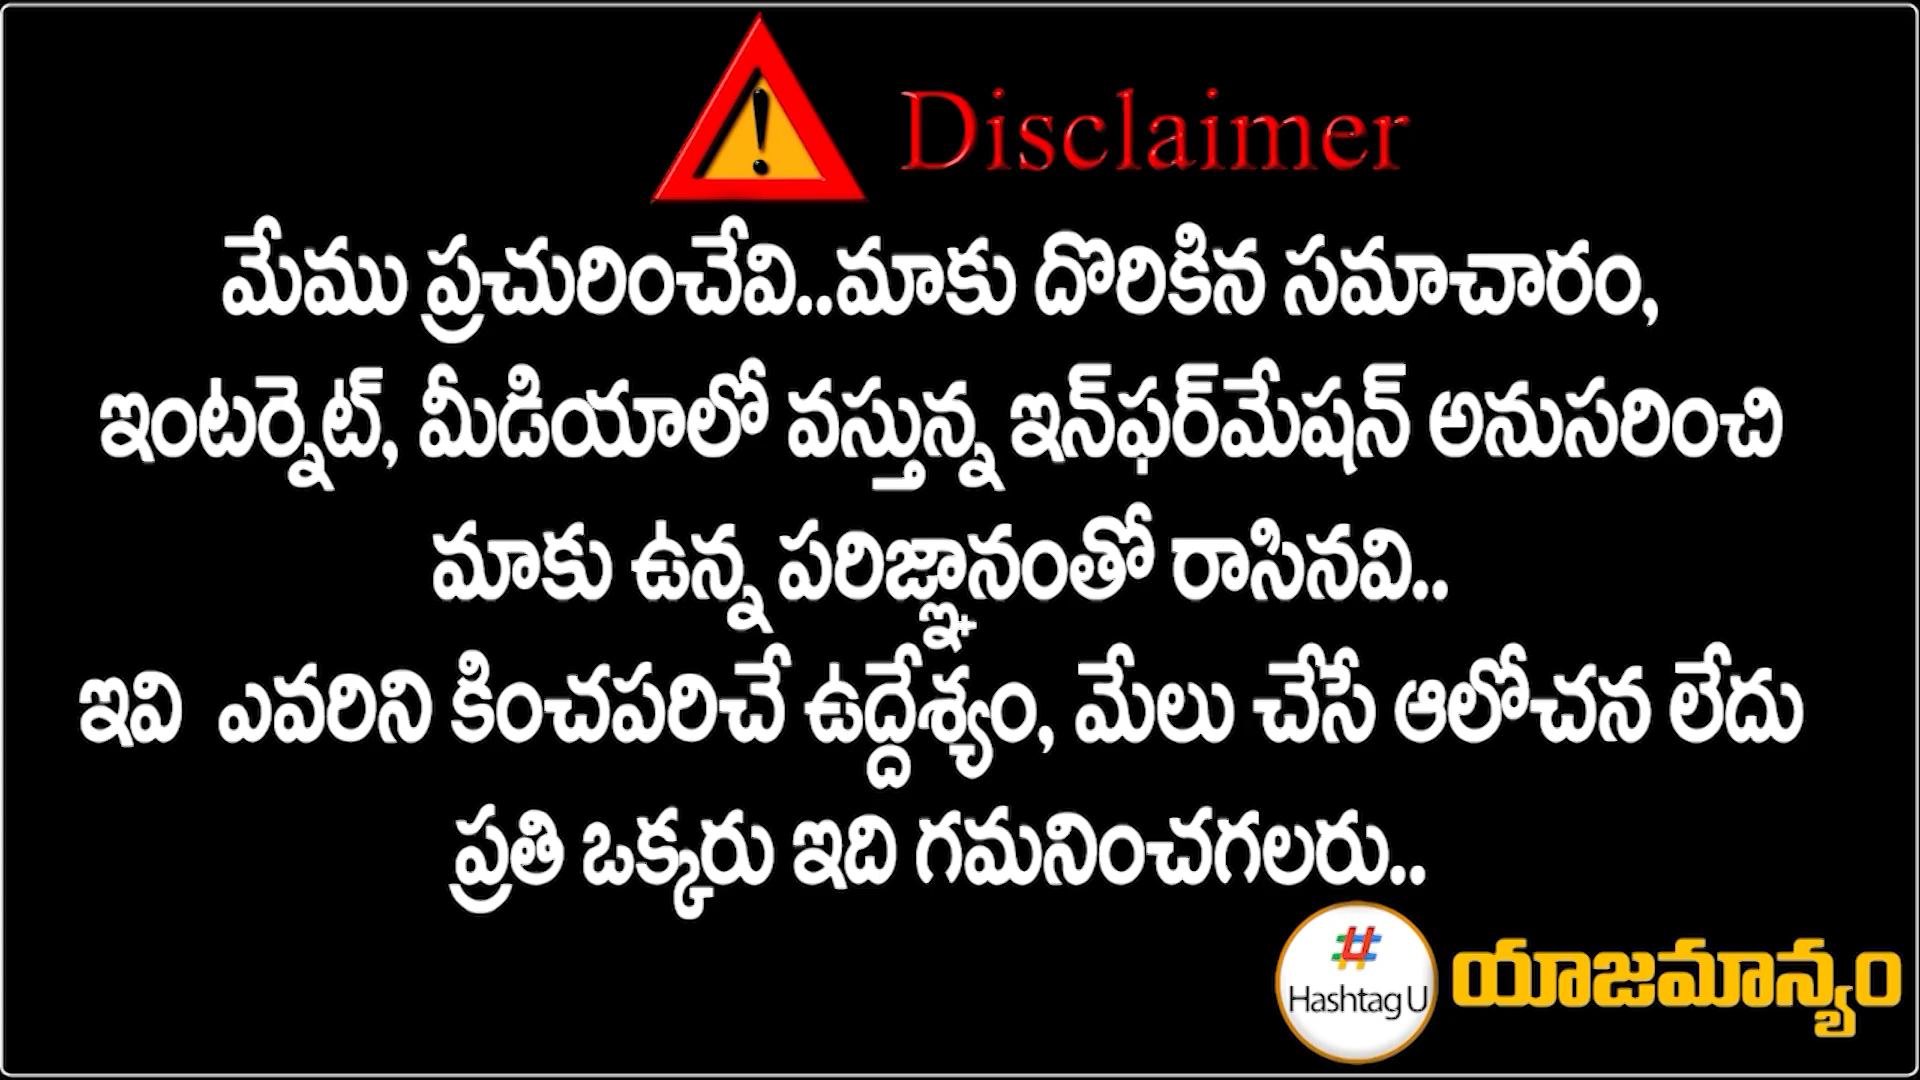 Disclaimer
మేము ప్రచురించేవి..మాకు దొరికిన సమాచారం,
ఇంటర్నెట్, మీడియాలో వస్తున్న ఇన్‌ఫర్‌మేషన్ అనుసరించి
మాకు ఉన్న పరిజ్ఞానంతో రాసినవి..
ఇవి ఎవరిని కించపరిచే ఉద్దేశ్యం, మేలు చేసే ఆలోచన లేదు
ప్రతి ఒక్కరు ఇది గమనించగలరు..
# Hashtag U యాజమాన్యం